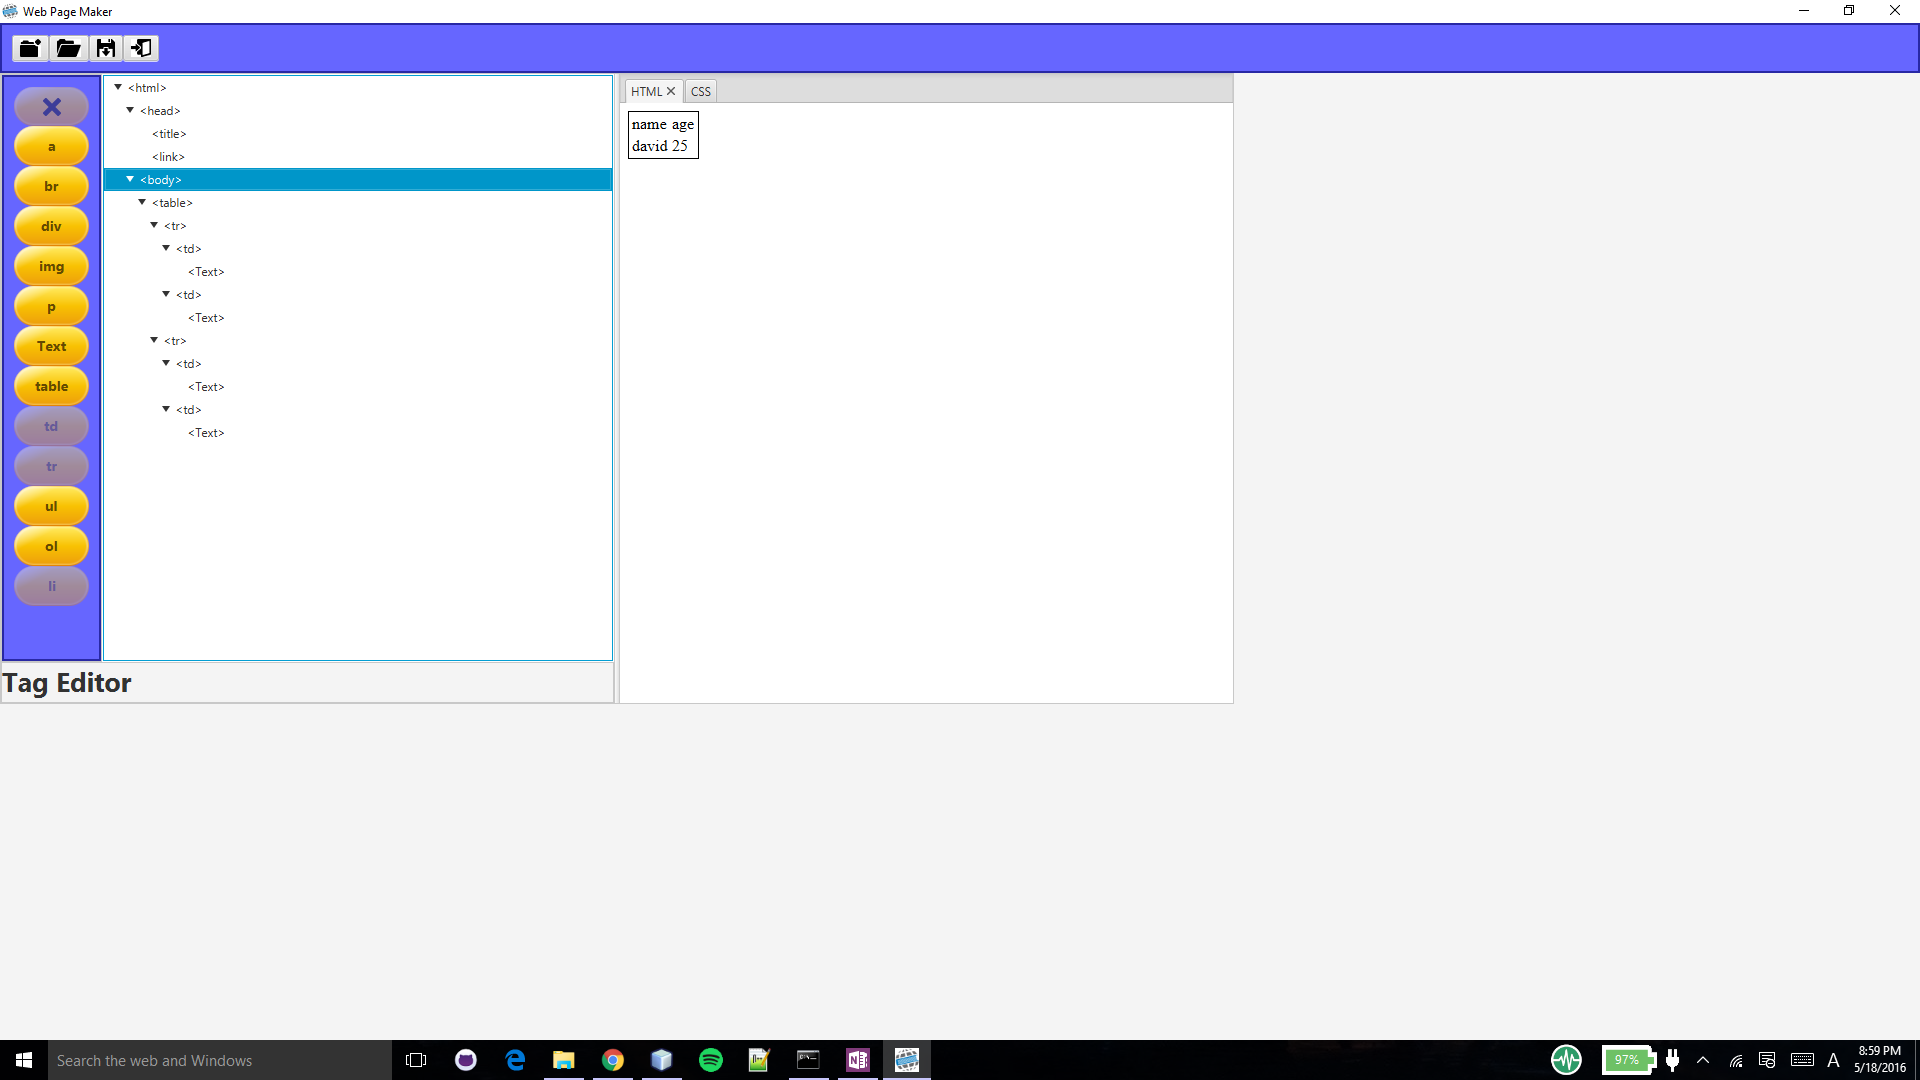 Web Page Maker
a
br
div
img
p
Text
table
td
tr
ul
ol
li
<html>
<head>
<title>
<link>
<body>
<table>
<tr>
<td>
<Text>
<td>
<Text>
<tr>
<td>
<Text>
<td>
<Text>
Tag Editor
HTML CSS
name age
david 25
Search the web and Windows
97%
A
8:59 PM
5/18/2016